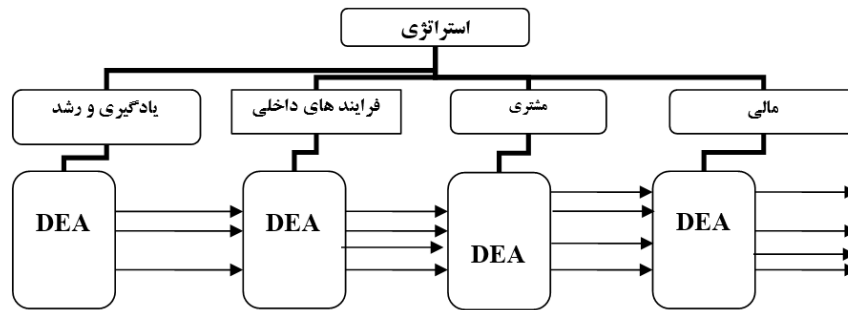 استراتژی
مالی
مشتری
فرایند های داخلی
یادگیری و رشد
DEA
DEA
DEA
DEA